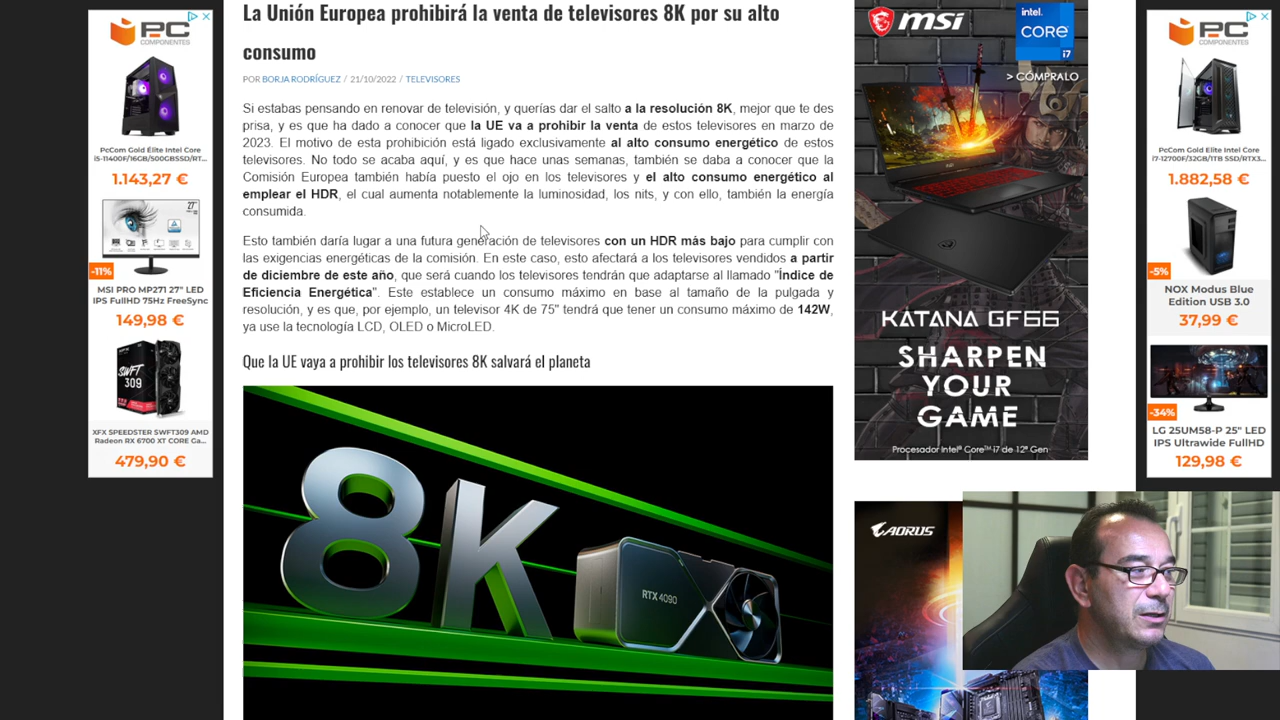 La Unión Europea prohibirá la venta de televisores 8K por su alto
consumo
POR BORJA RODRÍGUEZ / 21/10/2022 / TELEVISORES
Si estabas pensando en renovar de televisión, y querías dar el salto a la resolución 8K, mejor que te des
prisa, y es que ha dado a conocer que la UE va a prohibir la venta de estos televisores en marzo de
2023. El motivo de esta prohibición está ligado exclusivamente al alto consumo energético de estos
televisores. No todo se acaba aquí, y es que hace unas semanas, también se daba a conocer que la
Comisión Europea también había puesto el ojo en los televisores y el alto consumo energético al
emplear el HDR, el cual aumenta notablemente la luminosidad, los nits, y con ello, también la energía
consumida.
Esto también daría lugar a una futura generación de televisores con un HDR más bajo para cumplir con
las exigencias energéticas de la comisión. En este caso, esto afectará a los televisores vendidos a partir
de diciembre de este año, que será cuando los televisores tendrán que adaptarse al llamado "Índice de
Eficiencia Energética". Este establece un consumo máximo en base al tamaño de la pulgada y
resolución, y es que, por ejemplo, un televisor 4K de 75" tendrá que tener un consumo máximo de 142W,
ya use la tecnología LCD, OLED o MicroLED.
Que la UE vaya a prohibir los televisores 8K salvará el planeta
8K
RTX 4090
PC
COMPONENTES
PcCom Gold Élite Intel Core
i5-11400F/16GB/500GBSSD/RT...
1.143,27 €
27"
-11%
MSI PRO MP271 27" LED
IPS FullHD 75Hz FreeSync
149,98 €
SWFT
309
XFX SPEEDSTER SWFT309 AMD
Radeon RX 6700 XT CORE Ga...
479,90 €
msi
intel.
CORE
i7
> CÓMPRALO
KATANA GF66
SHARPEN
YOUR
GAME
Procesador Intel® Core™ i7 de 12ª Gen
AORUS
PC
COMPONENTES
PcCom Gold Elite Intel Core
i7-12700F/32GB/1TB SSD/RTX3...
1.882,58 €
-5%
NOX Modus Blue
Edition USB 3.0
37,99 €
-34%
LG 25UM58-P 25" LED
IPS Ultrawide FullHD
129,98 €